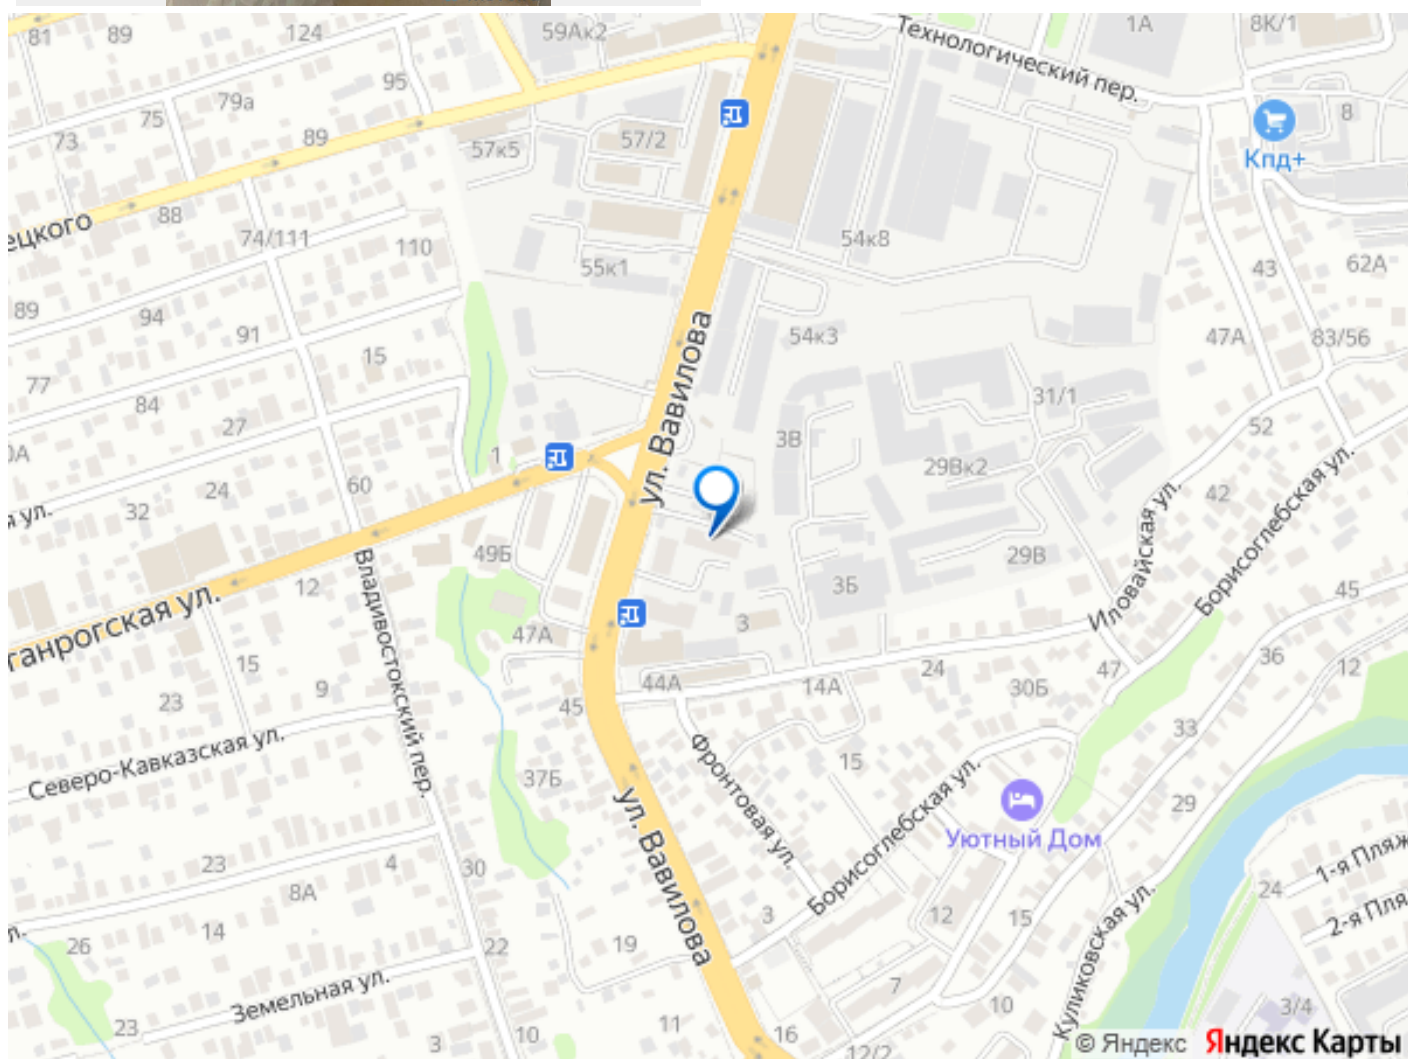 81
89
124
59Ак2
Технологический пер.
1А
8К/1
95
79а
75
73
89
57к5
57/2
8
Кпд+
88
ецкого
74/111
110
55к1
54к8
43
62А
89
94
91
15
54к3
47А
83/56
77
84
27
ул. Вавилова
31/1
0А
1
3В
52
24
60
29Вк2
42
32
я ул.
49Б
29В
Иловайская ул.
Борисоглебская ул.
12
3Б
45
ганрогская ул.
Владивостокский пер.
47А
3
15
24
47
36
12
23
9
44А
14А
30Б
45
33
Северо-Кавказская ул.
37Б
Фронтовая ул.
15
29
ул. Вавилова
Борисоглебская ул.
Уютный Дом
23
4
30
8А
24
1-я Пляж
2-я Пля
л.
26
14
22
19
3
12
15
Куликовская ул.
Земельная ул.
7
10
3/4
23
3
10
11
16
12/2
© Яндекс Яндекс Карты